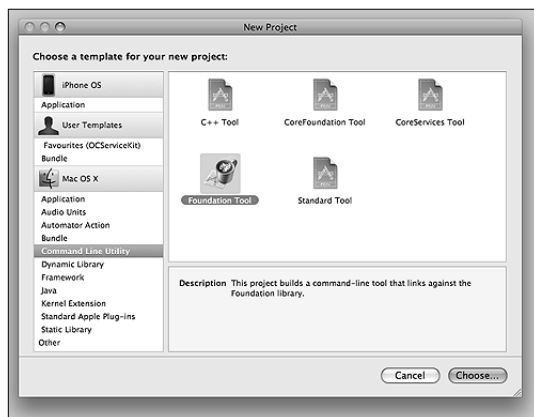 New Project
Choose a template for your new project:
iPhone OS
Application
User Templates
Favourites (OCServiceKit)
Bundle
Mac OS X
Application
Audio Units
Automator Action
Bundle
Command Line Utility
Dynamic Library
Framework
Java
Kernel Extension
Standard Apple Plug-ins
Static Library
Other
C++ Tool
CoreFoundation Tool
CoreServices Tool
Foundation Tool
Standard Tool
Description This project builds a command-line tool that links against the
Foundation library.
Cancel
Choose...